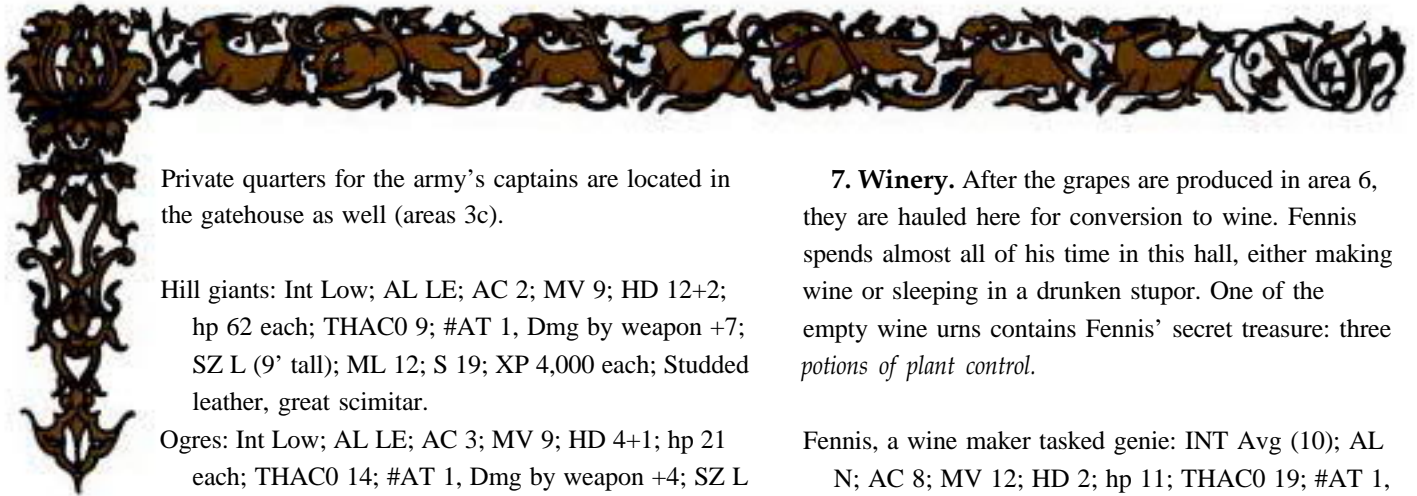 Private quarters for the army’s captains are located in
the gatehouse as well (areas 3c).
Hill giants: Int Low; AL LE; AC 2; MV 9; HD 12+2;
hp 62 each; THAC0 9; #AT 1, Dmg by weapon +7;
SZ L (9’ tall); ML 12; S 19; XP 4,000 each; Studded
leather, great scimitar.
Ogres: Int Low; AL LE; AC 3; MV 9; HD 4+1; hp 21
each; THAC0 14; #AT 1, Dmg by weapon +4; SZ L
7. Winery. After the grapes are produced in area 6,
they are hauled here for conversion to wine. Fennis
spends almost all of his time in this hall, either making
wine or sleeping in a drunken stupor. One of the
empty wine urns contains Fennis’ secret treasure: three
potions of plant control.
Fennis, a wine maker tasked genie: INT Avg (10); AL
N; AC 8; MV 12; HD 2; hp 11; THAC0 19; #AT 1,